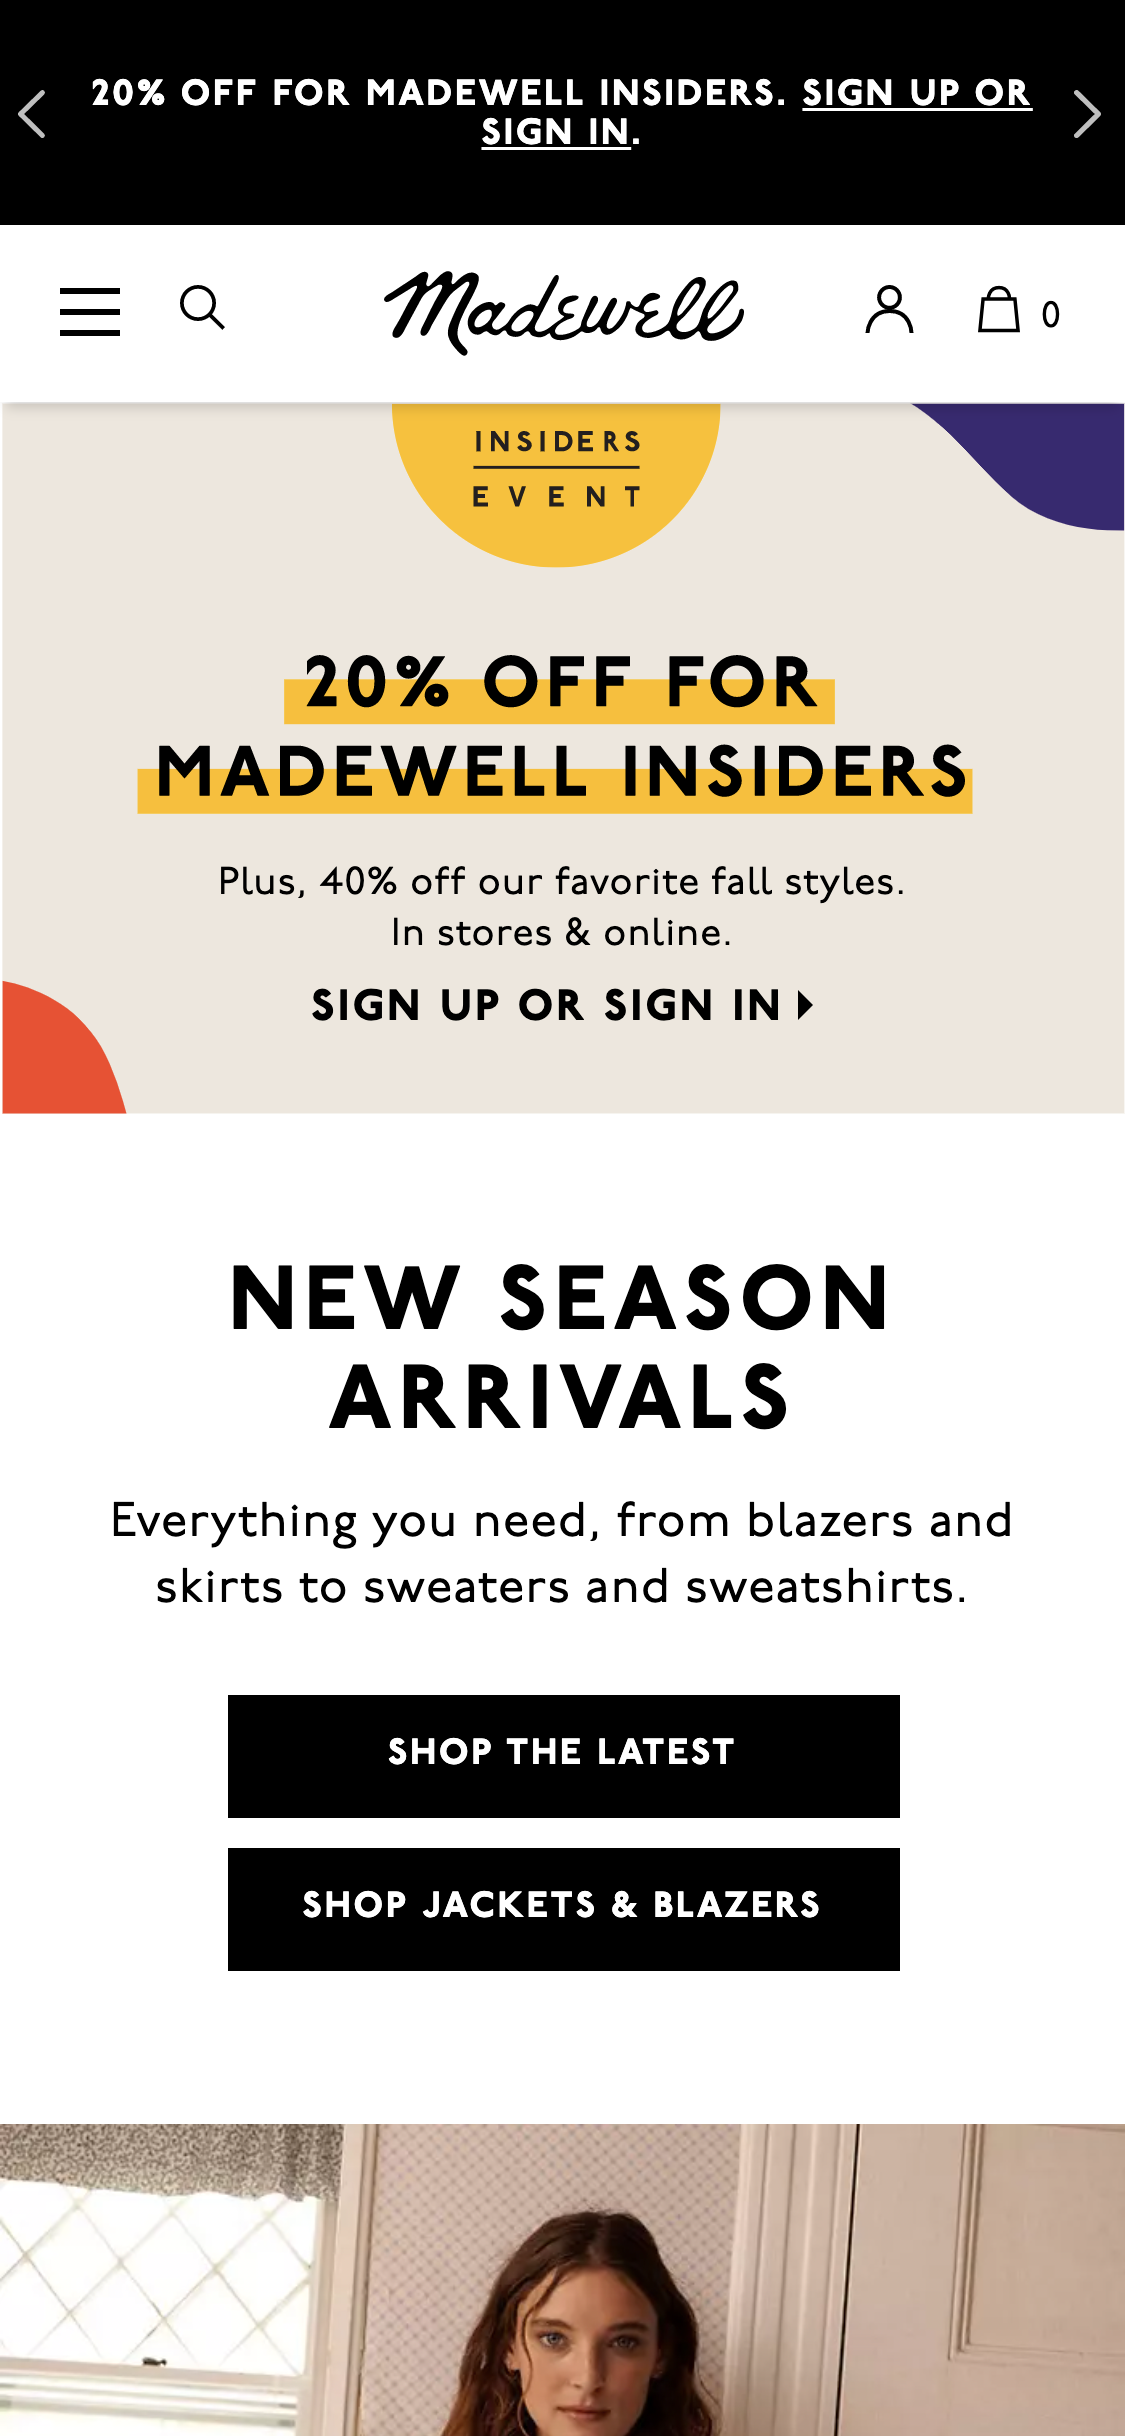 20% OFF FOR MADEWELL INSIDERS. SIGN UP OR
SIGN IN.
Madewell
0
INSIDERS
EVENT
20% OFF FOR
MADEWELL INSIDERS
Plus, 40% off our favorite fall styles.
In stores & online.
SIGN UP OR SIGN IN
NEW SEASON
ARRIVALS
Everything you need, from blazers and
skirts to sweaters and sweatshirts.
SHOP THE LATEST
SHOP JACKETS & BLAZERS